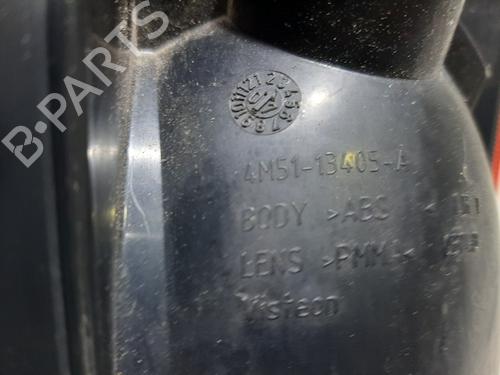 B-PARTS
4M51-13405-A
BODY >ABS<
LENS >PMMA<
Visteon